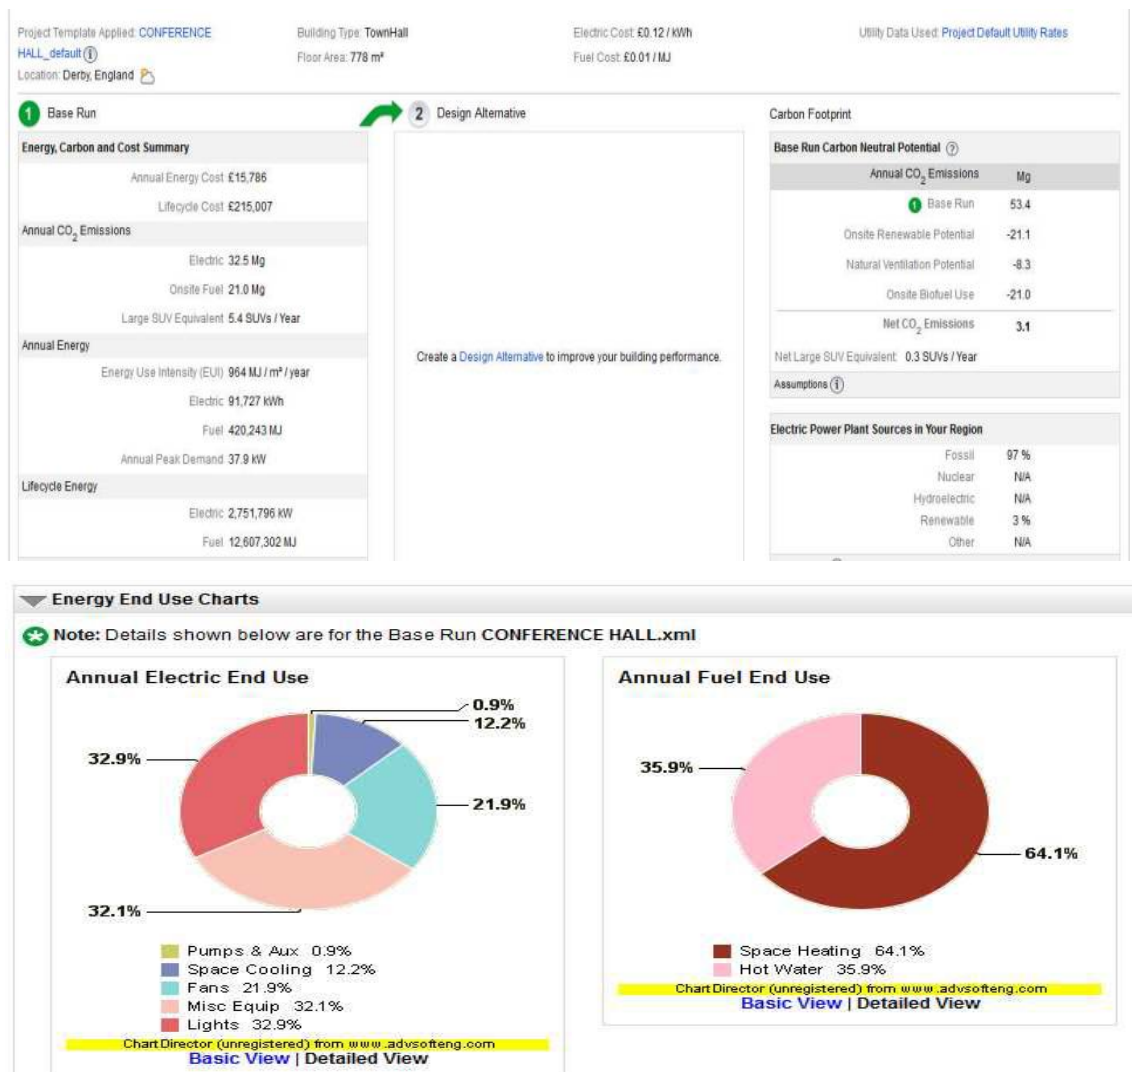 Project Template Applied: CONFERENCE
HALL_default (i)
Location: Derby, England
Building Type: TownHall
Floor Area: 778 m²
Electric Cost: £0.12 / kWh
Fuel Cost: £0.01 / MJ
Utility Data Used: Project Default Utility Rates
1 Base Run
Energy, Carbon and Cost Summary
Annual Energy Cost £15,786
Lifecycle Cost £215,007
Annual CO2 Emissions
Electric 32.5 Mg
Onsite Fuel 21.0 Mg
Large SUV Equivalent 5.4 SUVs / Year
Annual Energy
Energy Use Intensity (EUI) 964 MJ / m² / year
Electric 91,727 kWh
Fuel 420,243 MJ
Annual Peak Demand 37.9 kW
Lifecycle Energy
Electric 2,751,796 kW
Fuel 12,607,302 MJ
2 Design Alternative
Create a Design Alternative to improve your building performance.
Carbon Footprint
Base Run Carbon Neutral Potential (?)
Annual CO2 Emissions Mg
1 Base Run 53.4
Onsite Renewable Potential -21.1
Natural Ventilation Potential -8.3
Onsite Biofuel Use -21.0
Net CO2 Emissions 3.1
Net Large SUV Equivalent: 0.3 SUVs / Year
Assumptions (i)
Electric Power Plant Sources in Your Region
Fossil 97 %
Nuclear N/A
Hydroelectric N/A
Renewable 3 %
Other N/A
Energy End Use Charts
Note: Details shown below are for the Base Run CONFERENCE HALL.xml
Annual Electric End Use
0.9%
12.2%
32.9%
21.9%
32.1%
Pumps & Aux 0.9%
Space Cooling 12.2%
Fans 21.9%
Misc Equip 32.1%
Lights 32.9%
Chart Director (unregistered) from www.advsofteng.com
Basic View | Detailed View
Annual Fuel End Use
35.9%
64.1%
Space Heating 64.1%
Hot Water 35.9%
Chart Director (unregistered) from www.advsofteng.com
Basic View | Detailed View